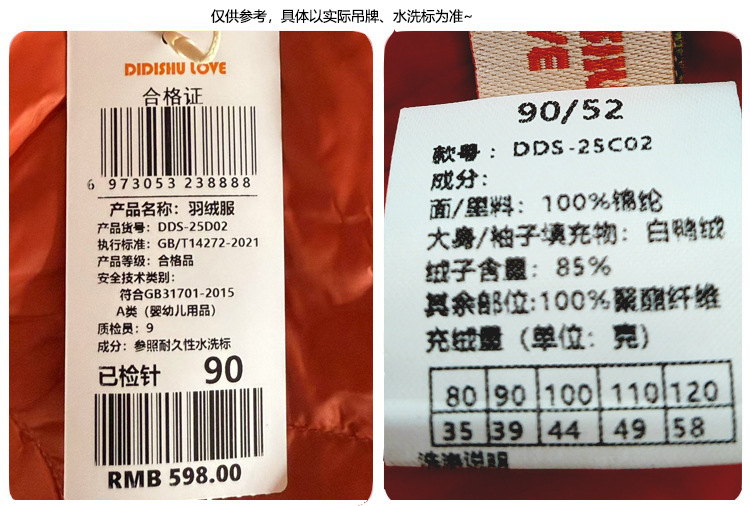 仅供参考，具体以实际吊牌、水洗标为准~
DIDISHU LOVE
合格证
6 973053 238888
产品名称：羽绒服
产品货号：DDS-25D02
执行标准：GB/T14272-2021
产品等级：合格品
安全技术类别：
符合GB31701-2015
A类（婴幼儿用品）
质检员：9
成分：参照耐久性水洗标
已检针 90
RMB 598.00
LOVE
90/52
款号：DDS-25C02
成分：
面/里料：100%锦纶
大身/袖子填充物：白鸭绒
绒子含量：85%
其余部位:100%聚酯纤维
充绒量（单位：克）
80 90 100 110 120
35 39 44 49 58
洗涤说明